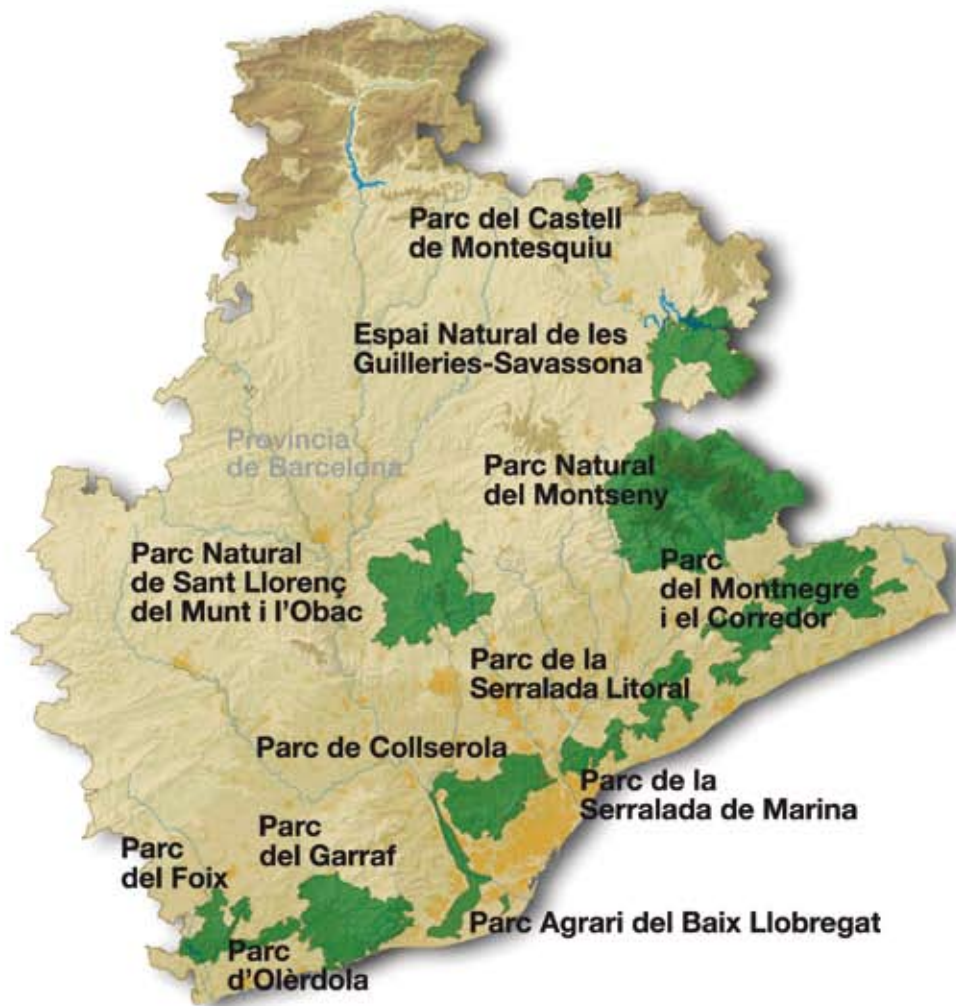 Parc del Castell
de Montesquiu
Espai Natural de les
Guilleries-Savassona
Província
de Barcelona
Parc Natural
del Montseny
Parc Natural
de Sant Llorenç
del Munt i l'Obac
Parc
del Montnegre
i el Corredor
Parc de la
Serralada Litoral
Parc de Collserola
Parc de la
Serralada de Marina
Parc
del Garraf
Parc
del Foix
Parc Agrari del Baix Llobregat
Parc
d'Olèrdola